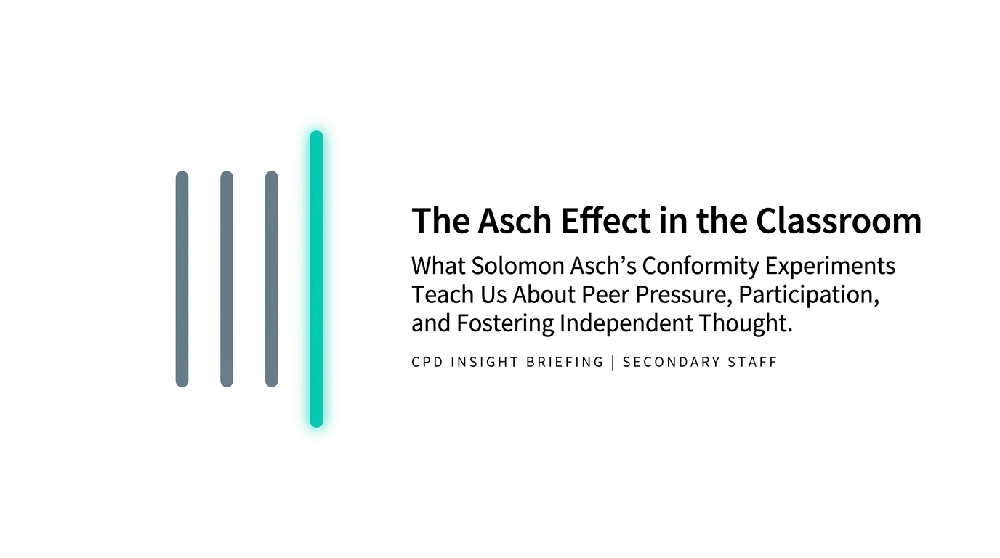 The Asch Effect in the Classroom
What Solomon Asch’s Conformity Experiments
Teach Us About Peer Pressure, Participation,
and Fostering Independent Thought.
CPD INSIGHT BRIEFING | SECONDARY STAFF